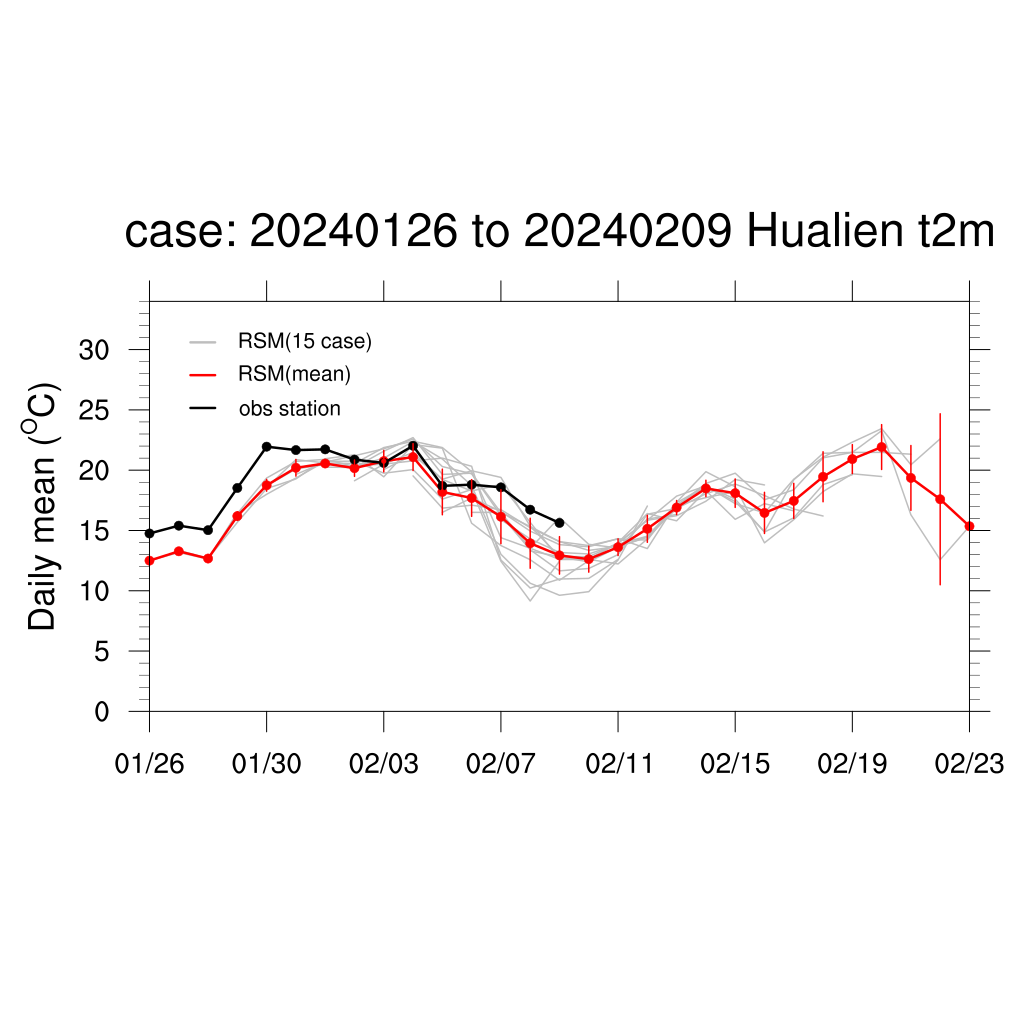 case: 20240126 to 20240209 Hualien t2m
RSM(15 case)
RSM(mean)
obs station
Daily mean (°C)
30
25
20
15
10
5
0
01/26 01/30 02/03 02/07 02/11 02/15 02/19 02/23